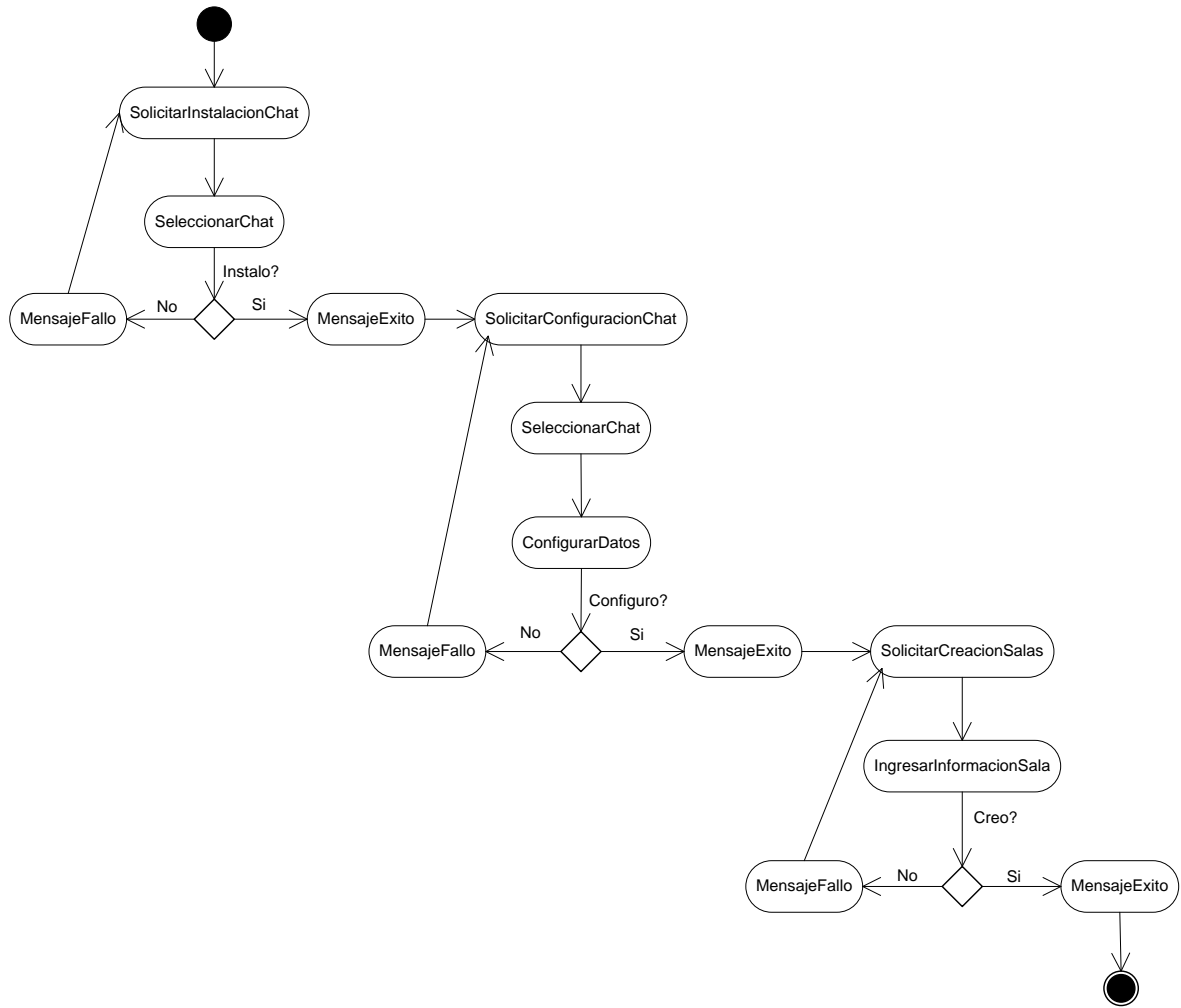 SolicitarInstalacionChat
SeleccionarChat
Instalo?
No
Si
MensajeFallo
MensajeExito
SolicitarConfiguracionChat
SeleccionarChat
ConfigurarDatos
Configuro?
No
Si
MensajeFallo
MensajeExito
SolicitarCreacionSalas
IngresarInformacionSala
Creo?
No
Si
MensajeFallo
MensajeExito